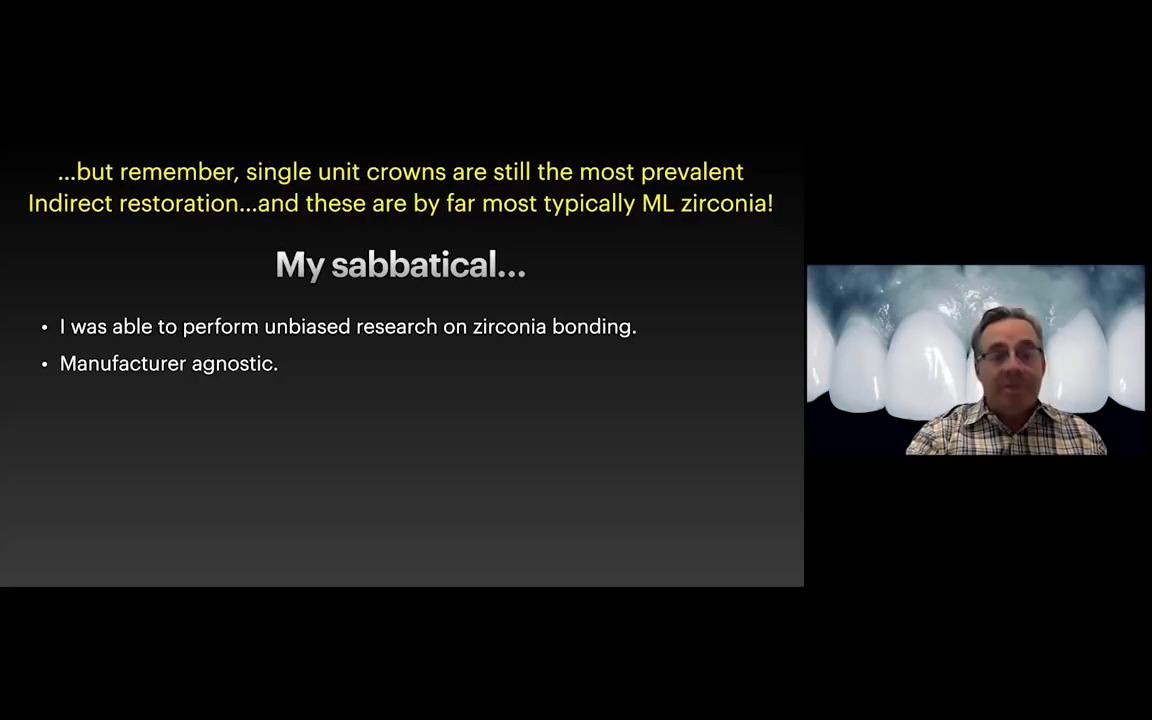 ...but remember, single unit crowns are still the most prevalent
Indirect restoration...and these are by far most typically ML zirconia!
My sabbatical...
• I was able to perform unbiased research on zirconia bonding.
• Manufacturer agnostic.